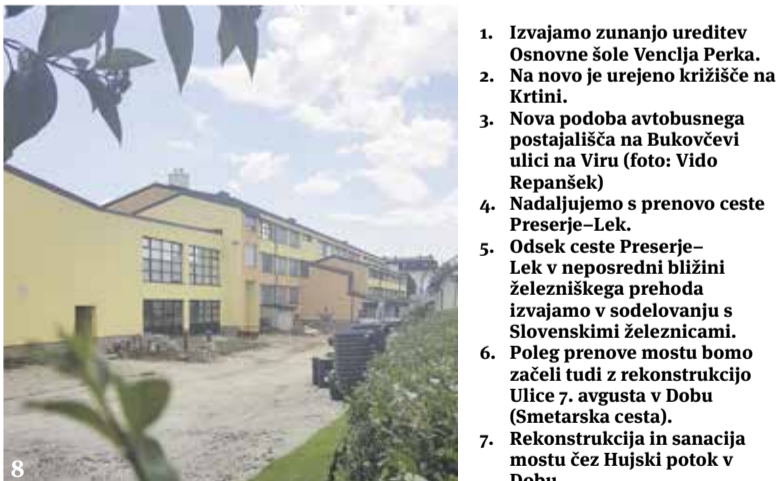 1. Izvajamo zunanjo ureditev
Osnovne šole Venclja Perka.
2. Na novo je urejeno križišče na
Krtini.
3. Nova podoba avtobusnega
postajališča na Bukovčevi
ulici na Viru (foto: Vido
Repanšek)
4. Nadaljujemo s prenovo ceste
Preserje–Lek.
5. Odsek ceste Preserje–
Lek v neposredni bližini
železniškega prehoda
izvajamo v sodelovanju s
Slovenskimi železnicami.
6. Poleg prenove mostu bomo
začeli tudi z rekonstrukcijo
Ulice 7. avgusta v Dobu
(Smetarska cesta).
7. Rekonstrukcija in sanacija
mostu čez Hujski potok v
Dobu
8